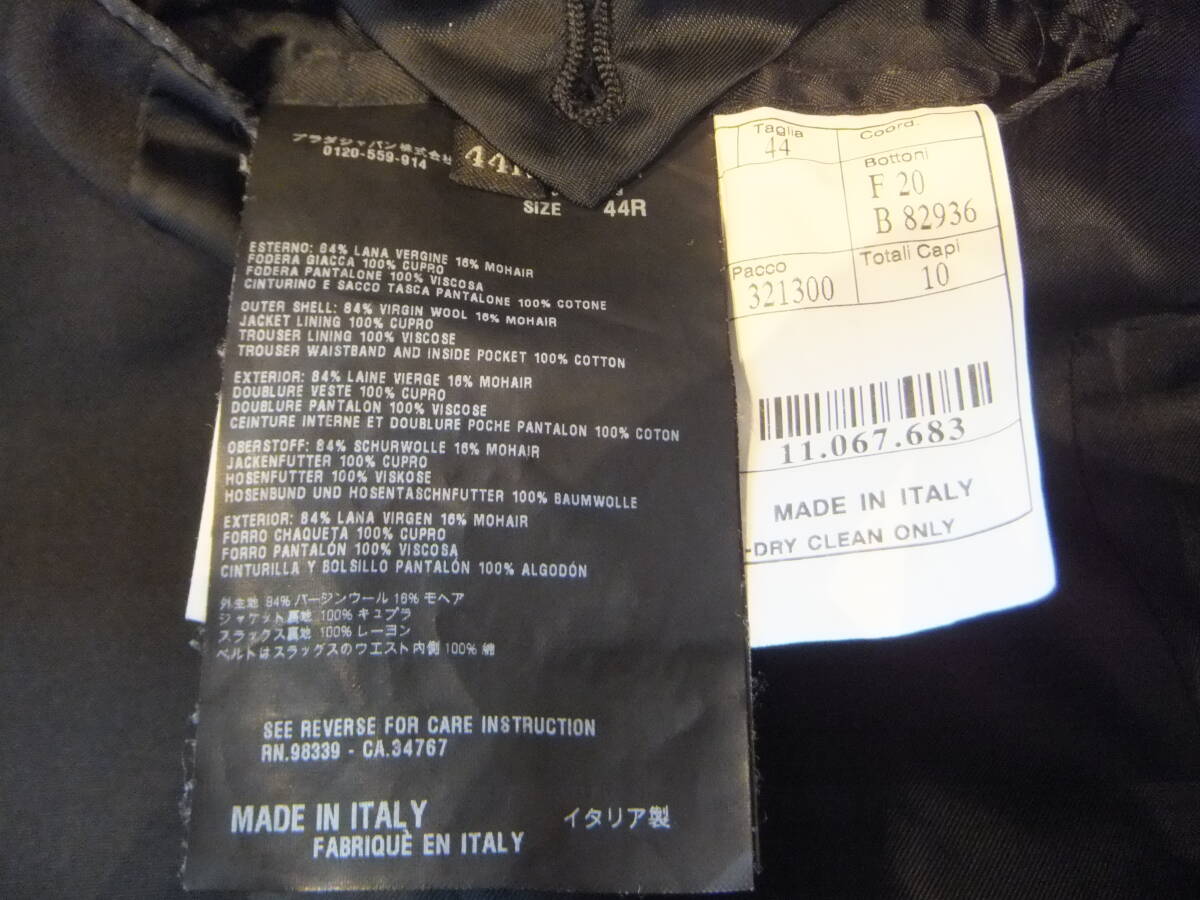 プラダジャパン株式会社
0120-559-914
44
SIZE 44R
ESTERNO: 84% LANA VERGINE 16% MOHAIR
FODERA GIACCA 100% CUPRO
FODERA PANTALONE 100% VISCOSA
CINTURINO E SACCO TASCA PANTALONE 100% COTONE
OUTER SHELL: 84% VIRGIN WOOL 16% MOHAIR
JACKET LINING 100% CUPRO
TROUSER LINING 100% VISCOSE
TROUSER WAISTBAND AND INSIDE POCKET 100% COTTON
EXTERIOR: 84% LAINE VIERGE 16% MOHAIR
DOUBLURE VESTE 100% CUPRO
DOUBLURE PANTALON 100% VISCOSE
CEINTURE INTERNE ET DOUBLURE POCHE PANTALON 100% COTON
OBERSTOFF: 84% SCHURWOLLE 16% MOHAIR
JACKENFUTTER 100% CUPRO
HOSENFUTTER 100% VISKOSE
HOSENBUND UND HOSENTASCHNFUTTER 100% BAUMWOLLE
EXTERIOR: 84% LANA VIRGEN 16% MOHAIR
FORRO CHAQUETA 100% CUPRO
FORRO PANTALÓN 100% VISCOSA
CINTURILLA Y BOLSILLO PANTALÓN 100% ALGODÓN
外生地 84% バージンウール 16% モヘア
ジャケット裏地 100% キュプラ
スラックス裏地 100% レーヨン
ベルトはスラッグスのウエスト内側 100% 綿
SEE REVERSE FOR CARE INSTRUCTION
RN.98339 - CA.34767
MADE IN ITALY イタリア製
FABRIQUÈ EN ITALY
Taglia Coord.
44
Bottoni
F 20
B 82936
Pacco Totali Capi
321300 10
11.067.683
MADE IN ITALY
-DRY CLEAN ONLY